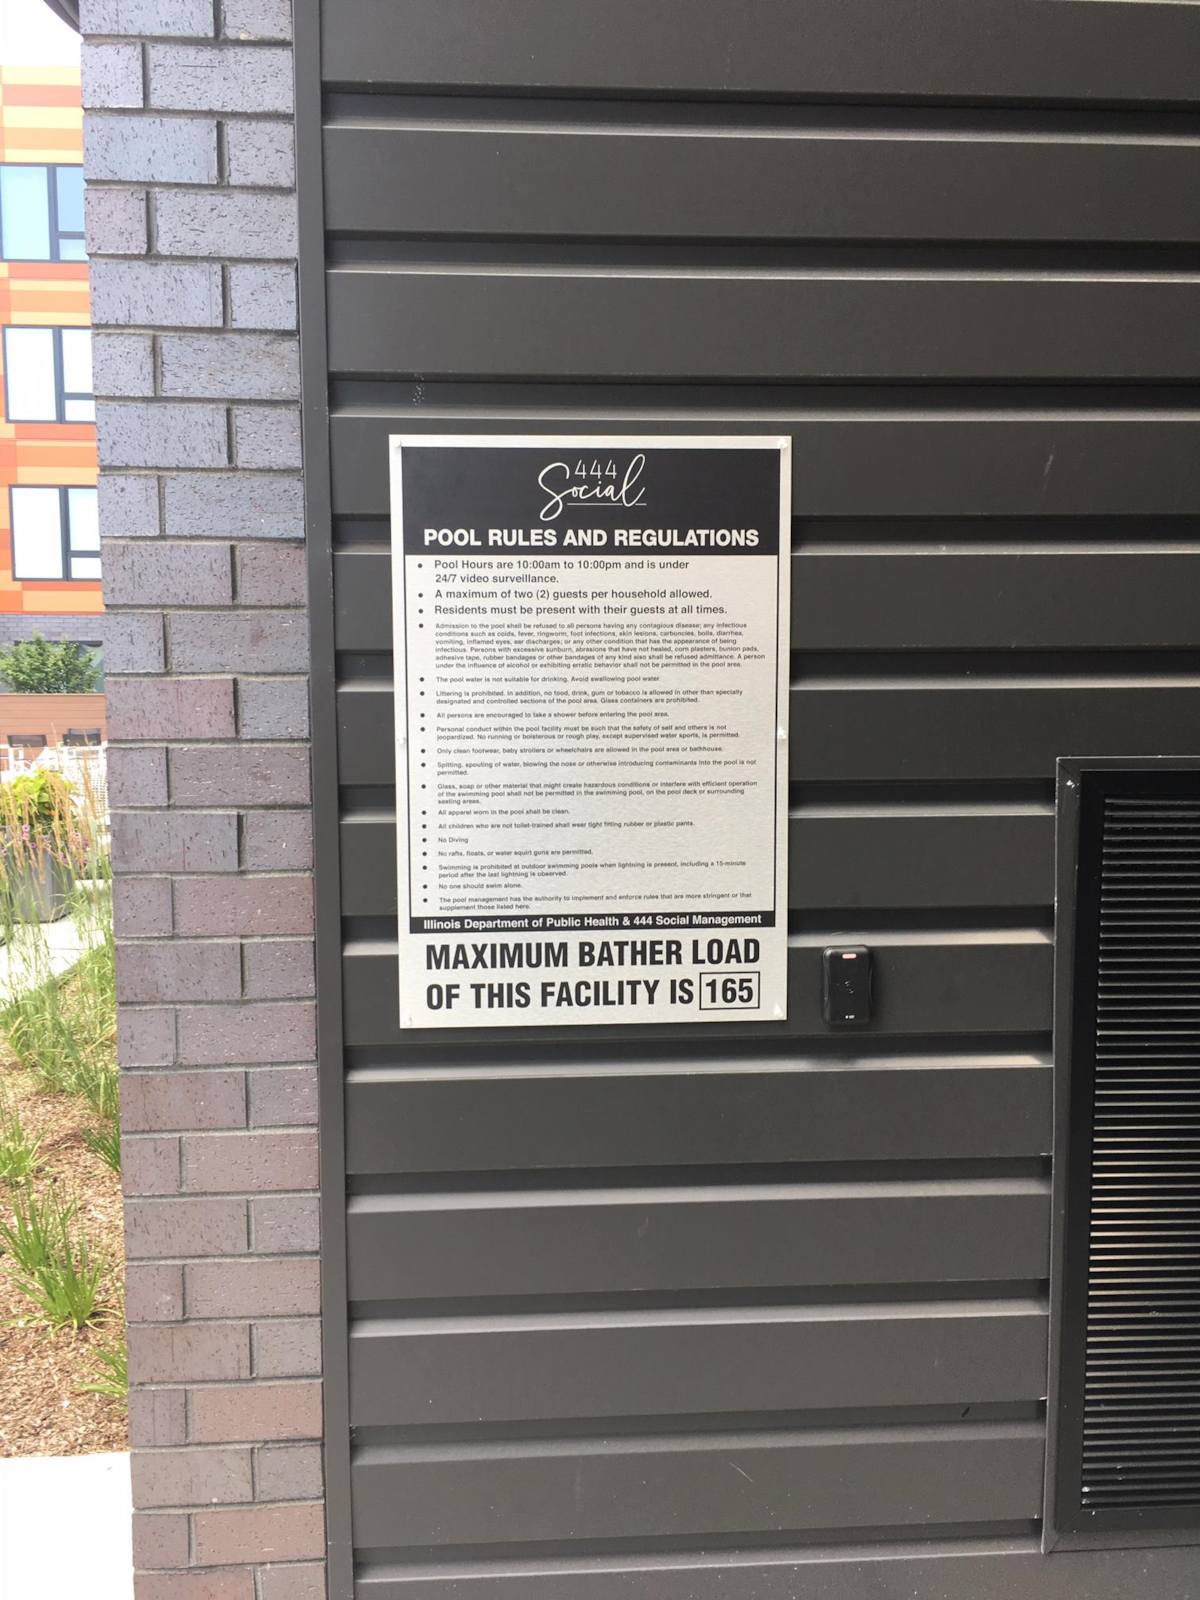 444
Social
POOL RULES AND REGULATIONS
• Pool Hours are 10:00am to 10:00pm and is under
24/7 video surveillance.
• A maximum of two (2) guests per household allowed.
• Residents must be present with their guests at all times.
• Admission to the pool shall be refused to all persons having any contagious disease; any infectious
conditions such as colds, fever, ringworm, foot infections, skin lesions, carbuncles, boils, diarrhea,
vomiting, inflamed eyes, ear discharges; or any other condition that has the appearance of being
infectious. Persons with excessive sunburn, abrasions that have not healed, corn plasters, bunion pads,
adhesive tape, rubber bandages or other bandages of any kind also shall be refused admittance. A person
under the influence of alcohol or exhibiting erratic behavior shall not be permitted in the pool area.
• The pool water is not suitable for drinking. Avoid swallowing pool water.
• Littering is prohibited. In addition, no food, drink, gum or tobacco is allowed in other than specially
designated and controlled sections of the pool area. Glass containers are prohibited.
• All persons are encouraged to take a shower before entering the pool area.
• Personal conduct within the pool facility must be such that the safety of self and others is not
jeopardized. No running or boisterous or rough play, except supervised water sports, is permitted.
• Only clean footwear, baby strollers or wheelchairs are allowed in the pool area or bathhouse.
• Spitting, spouting of water, blowing the nose or otherwise introducing contaminants into the pool is not
permitted.
• Glass, soap or other material that might create hazardous conditions or interfere with efficient operation
of the swimming pool shall not be permitted in the swimming pool, on the pool deck or surrounding
seating areas.
• All apparel worn in the pool shall be clean.
• All children who are not toilet-trained shall wear tight fitting rubber or plastic pants.
• No Diving
• No rafts, floats, or water squirt guns are permitted.
• Swimming is prohibited at outdoor swimming pools when lightning is present, including a 15-minute
period after the last lightning is observed.
• No one should swim alone.
• The pool management has the authority to implement and enforce rules that are more stringent or that
supplement those listed here.
Illinois Department of Public Health & 444 Social Management
MAXIMUM BATHER LOAD
OF THIS FACILITY IS 165